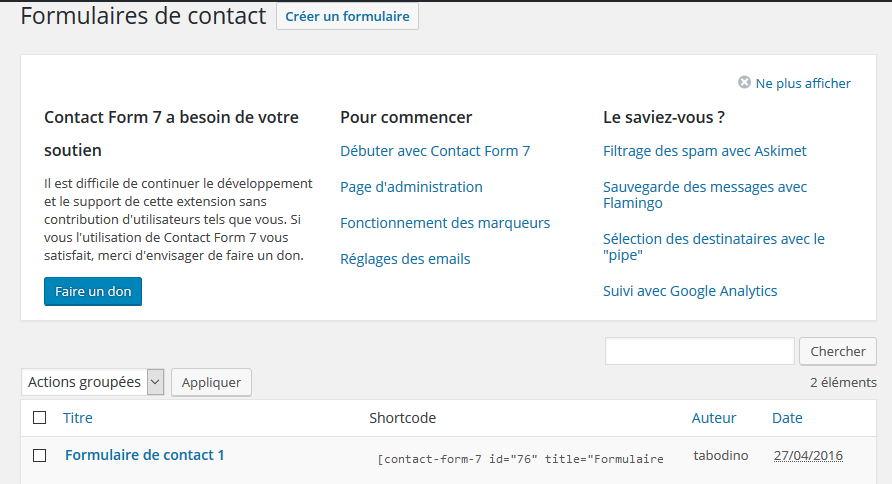 Formulaires de contact Créer un formulaire
Ne plus afficher
Contact Form 7 a besoin de votre
soutien
Il est difficile de continuer le développement
et le support de cette extension sans
contribution d'utilisateurs tels que vous. Si
vous l'utilisation de Contact Form 7 vous
satisfait, merci d'envisager de faire un don.
Faire un don
Pour commencer
Débuter avec Contact Form 7
Page d'administration
Fonctionnement des marqueurs
Réglages des emails
Le saviez-vous ?
Filtrage des spam avec Askimet
Sauvegarde des messages avec
Flamingo
Sélection des destinataires avec le
"pipe"
Suivi avec Google Analytics
Chercher
Actions groupées Appliquer
2 éléments
Titre Shortcode Auteur Date
Formulaire de contact 1 [contact-form-7 id="76" title="Formulaire tabodino 27/04/2016